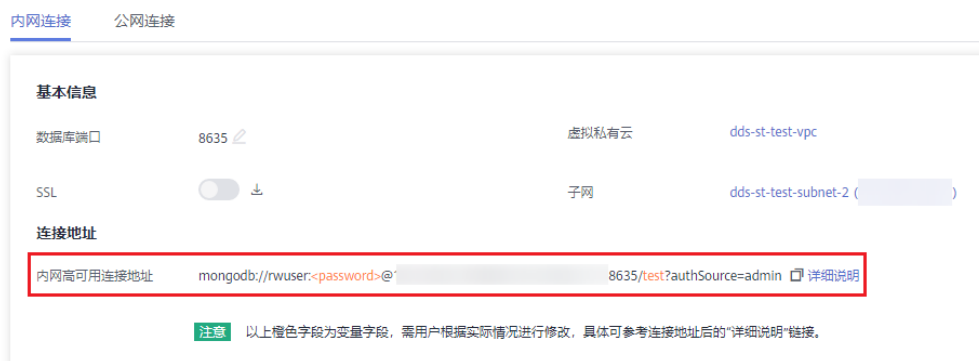 内网连接 公网连接
基本信息
数据库端口 8635 虚拟私有云 dds-st-test-vpc
SSL 子网 dds-st-test-subnet-2 ( )
连接地址
内网高可用连接地址 mongodb://rwuser:<password>@ 8635/test?authSource=admin 详细说明
注意 以上橙色字段为变量字段，需用户根据实际情况进行修改，具体可参考连接地址后的“详细说明”链接。